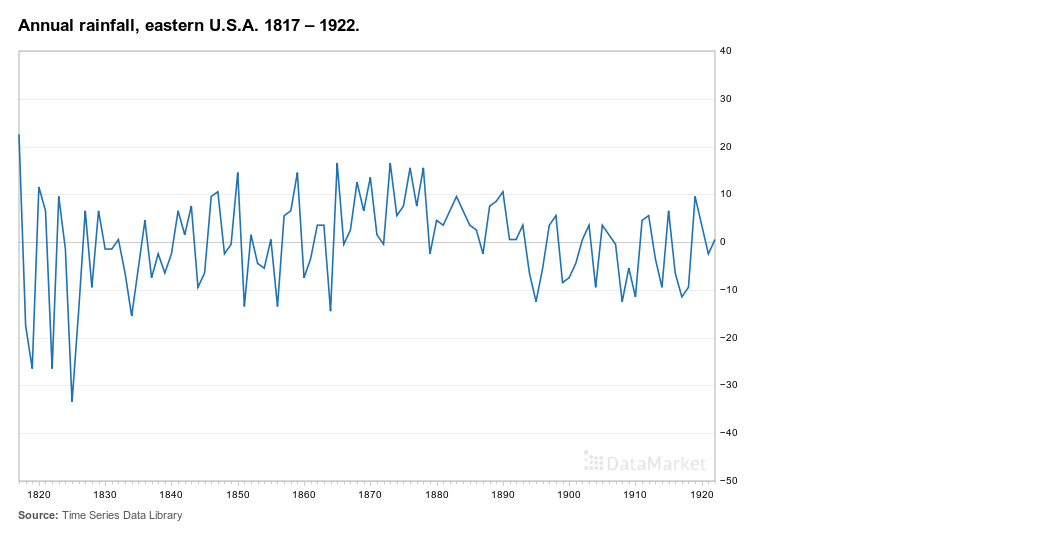 Annual rainfall, eastern U.S.A. 1817 – 1922.
40
30
20
10
0
−10
−20
−30
−40
−50
DataMarket
1820 1830 1840 1850 1860 1870 1880 1890 1900 1910 1920
Source: Time Series Data Library